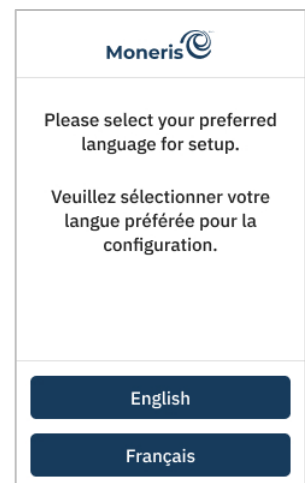 Moneris
Please select your preferred
language for setup.
Veuillez sélectionner votre
langue préférée pour la
configuration.
English
Français